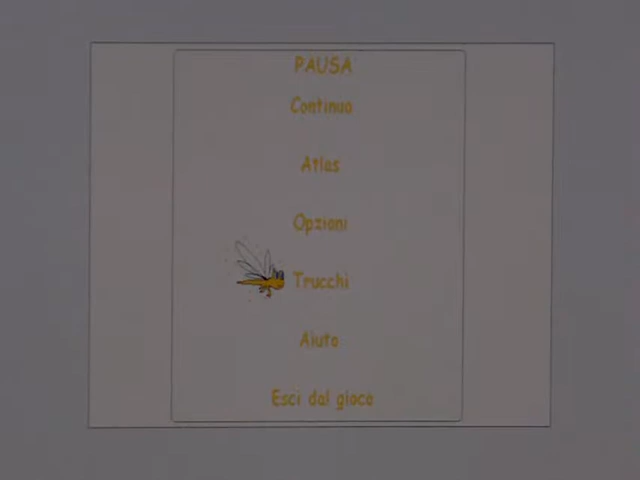 PAUSA
Continua
Atlas
Opzioni
Trucchi
Aiuto
Esci dal gioco